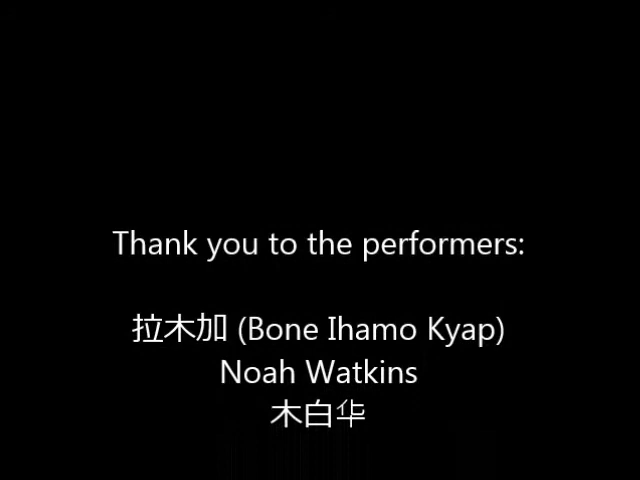 Thank you to the performers:
拉木加 (Bone Ihamo Kyap)
Noah Watkins
木白华